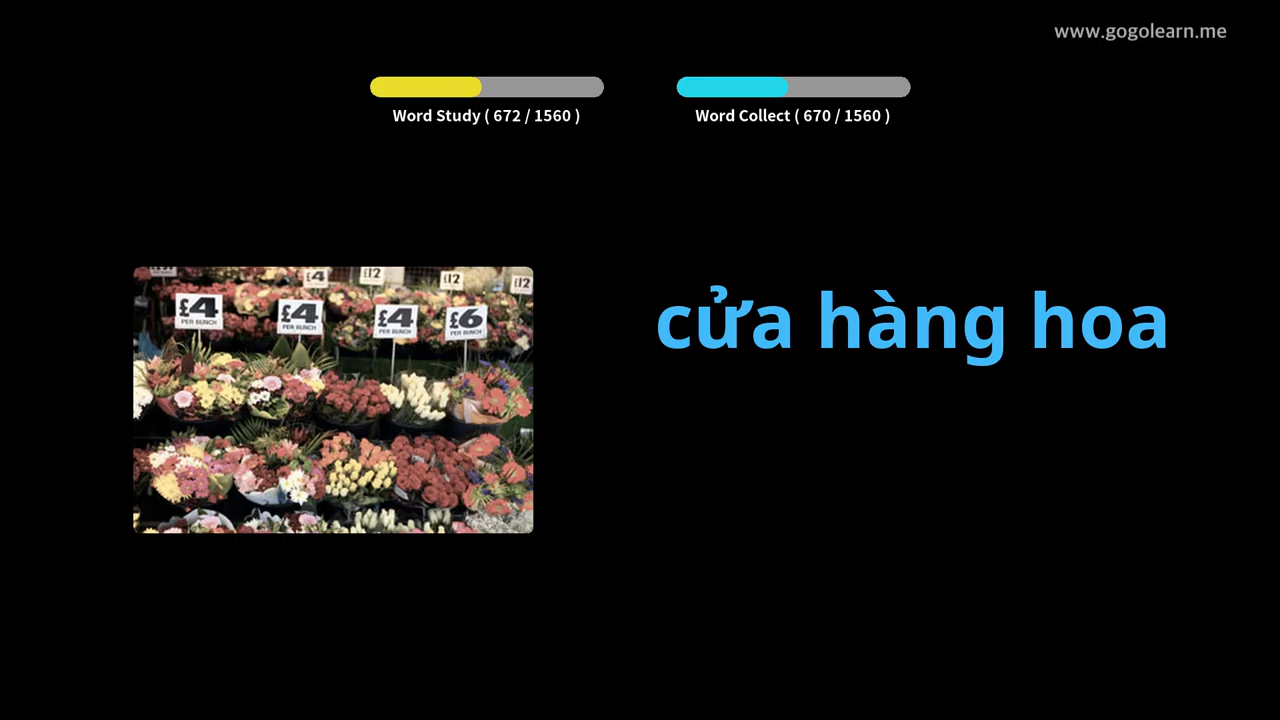 www.gogolearn.me
Word Study ( 672 / 1560 )
Word Collect ( 670 / 1560 )
cửa hàng hoa
£4
£12
£12
£12
£4
PER BUNCH
£4
PER BUNCH
£4
PER BUNCH
£6
PER BUNCH